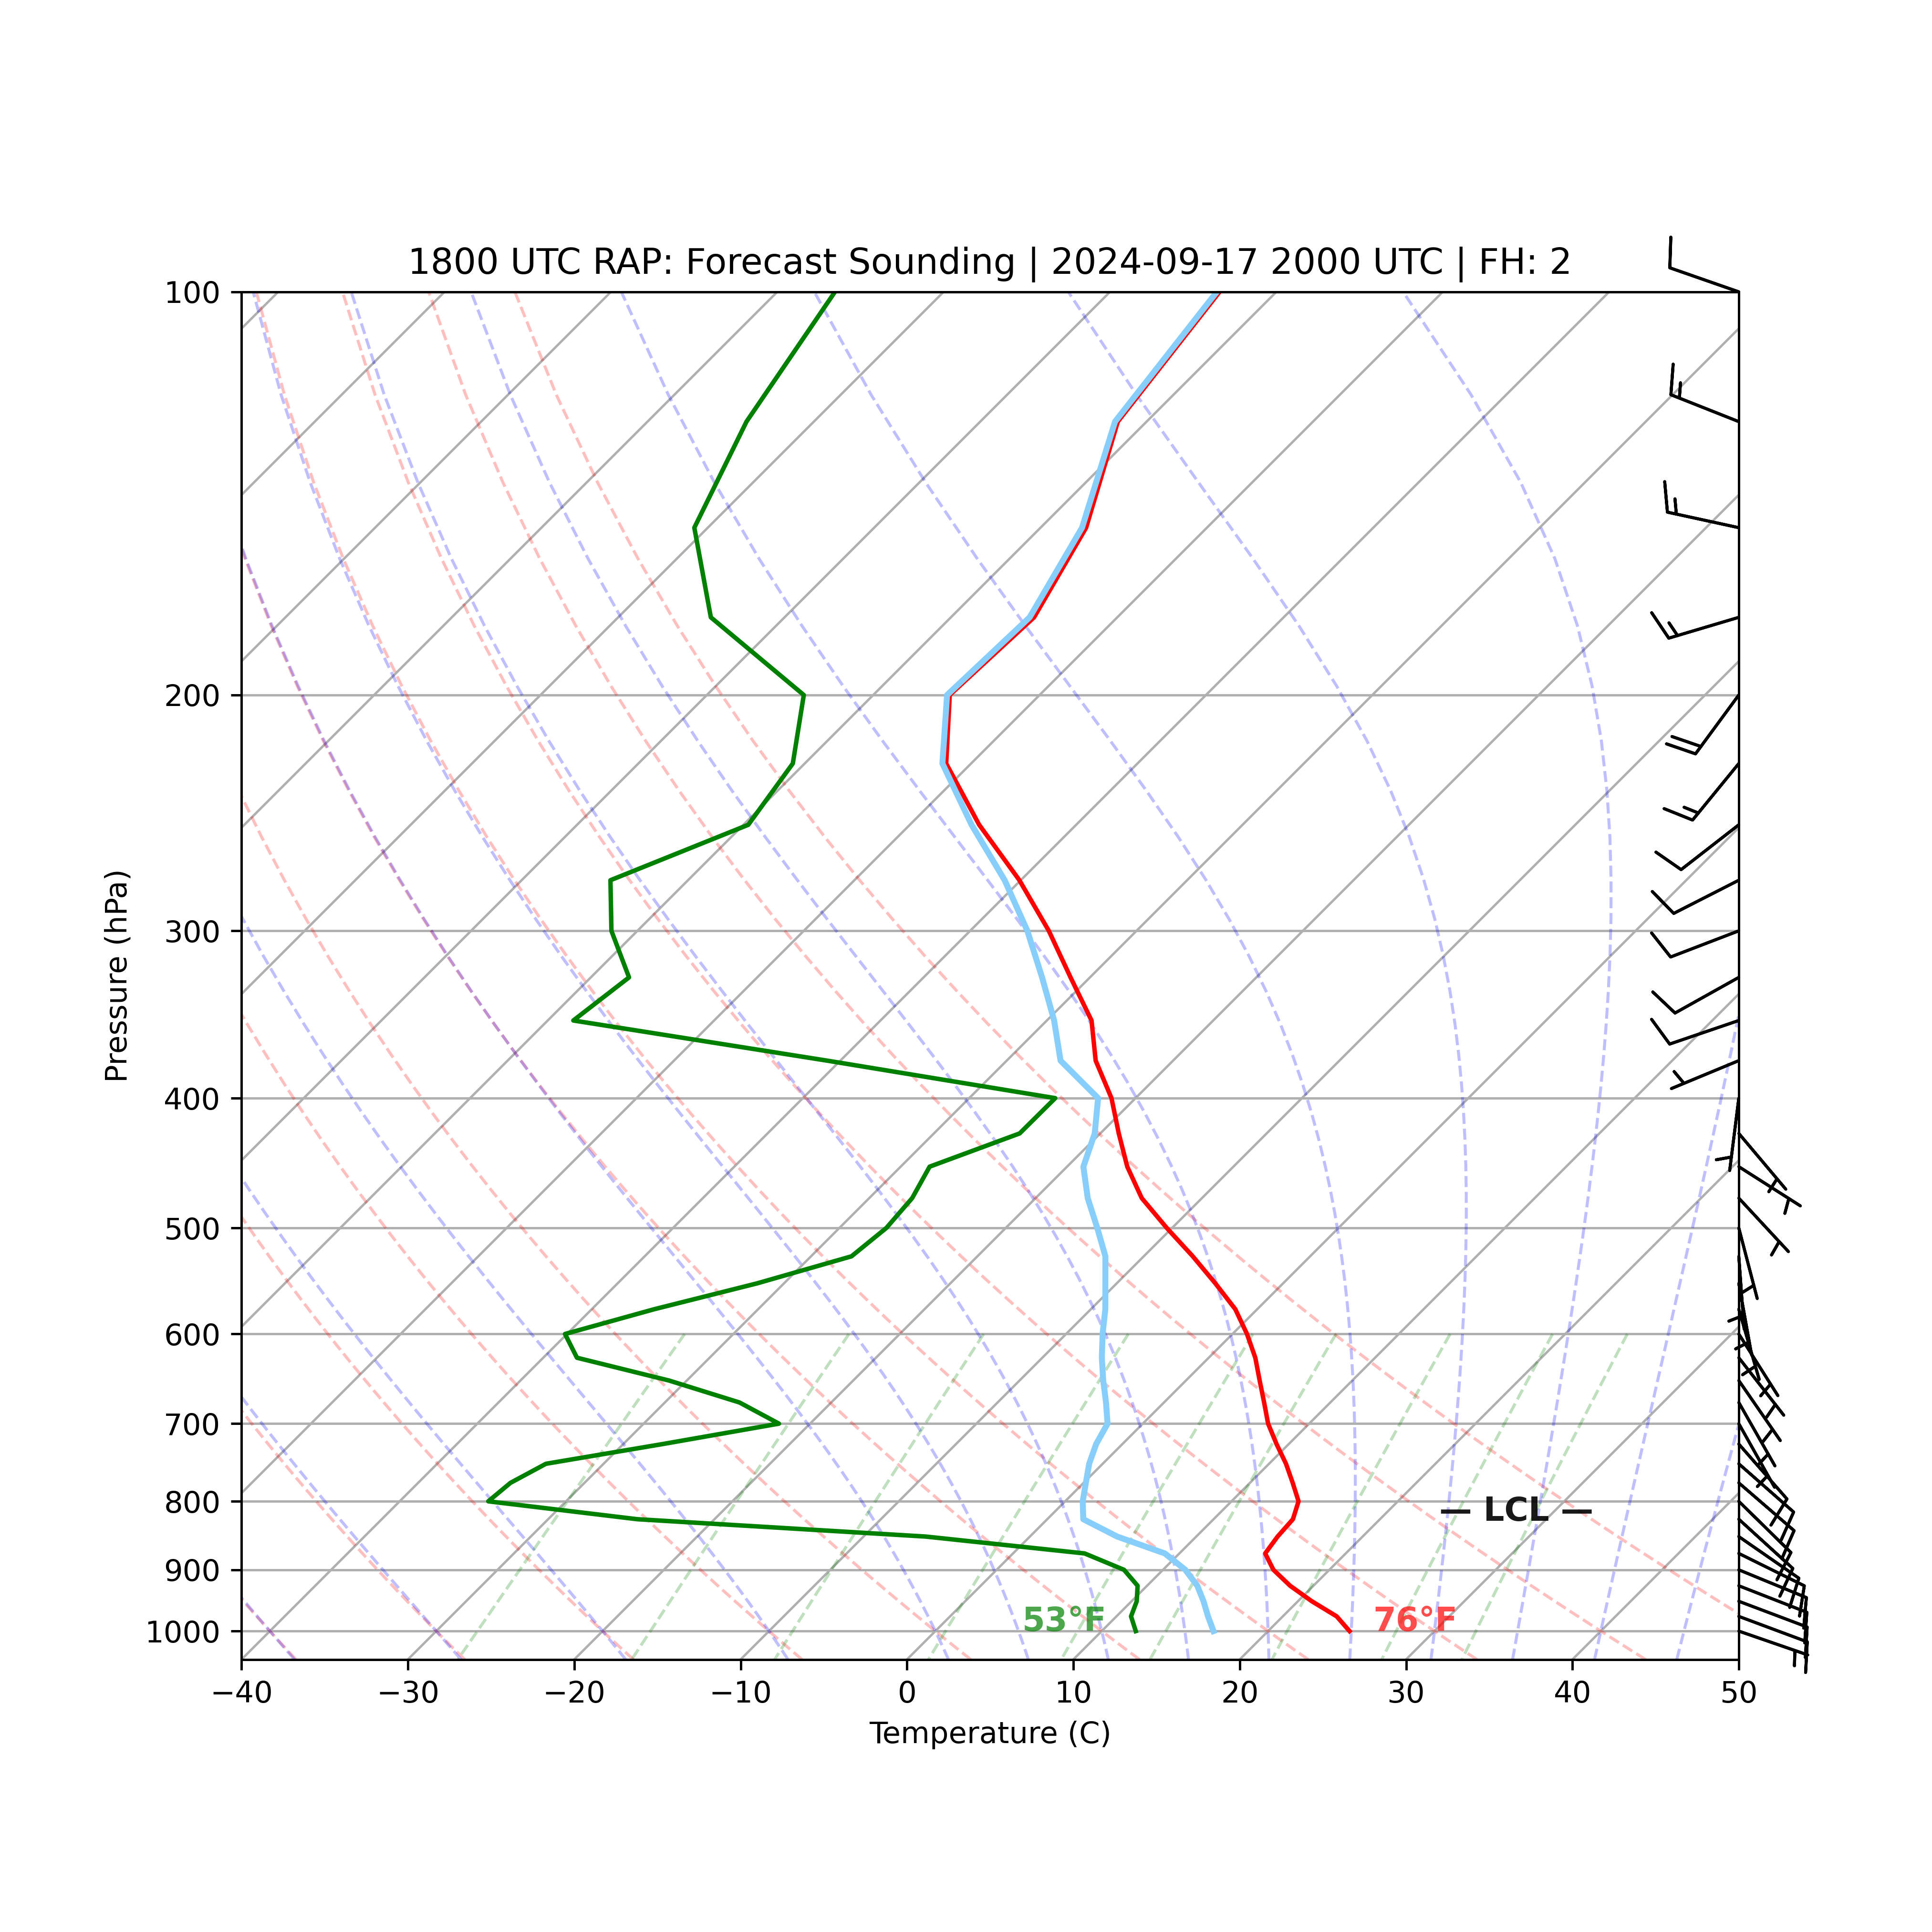 1800 UTC RAP: Forecast Sounding | 2024-09-17 2000 UTC | FH: 2
100
200
300
400
500
600
700
800
900
1000
Pressure (hPa)
— LCL —
53°F
76°F
−40 −30 −20 −10 0 10 20 30 40 50
Temperature (C)